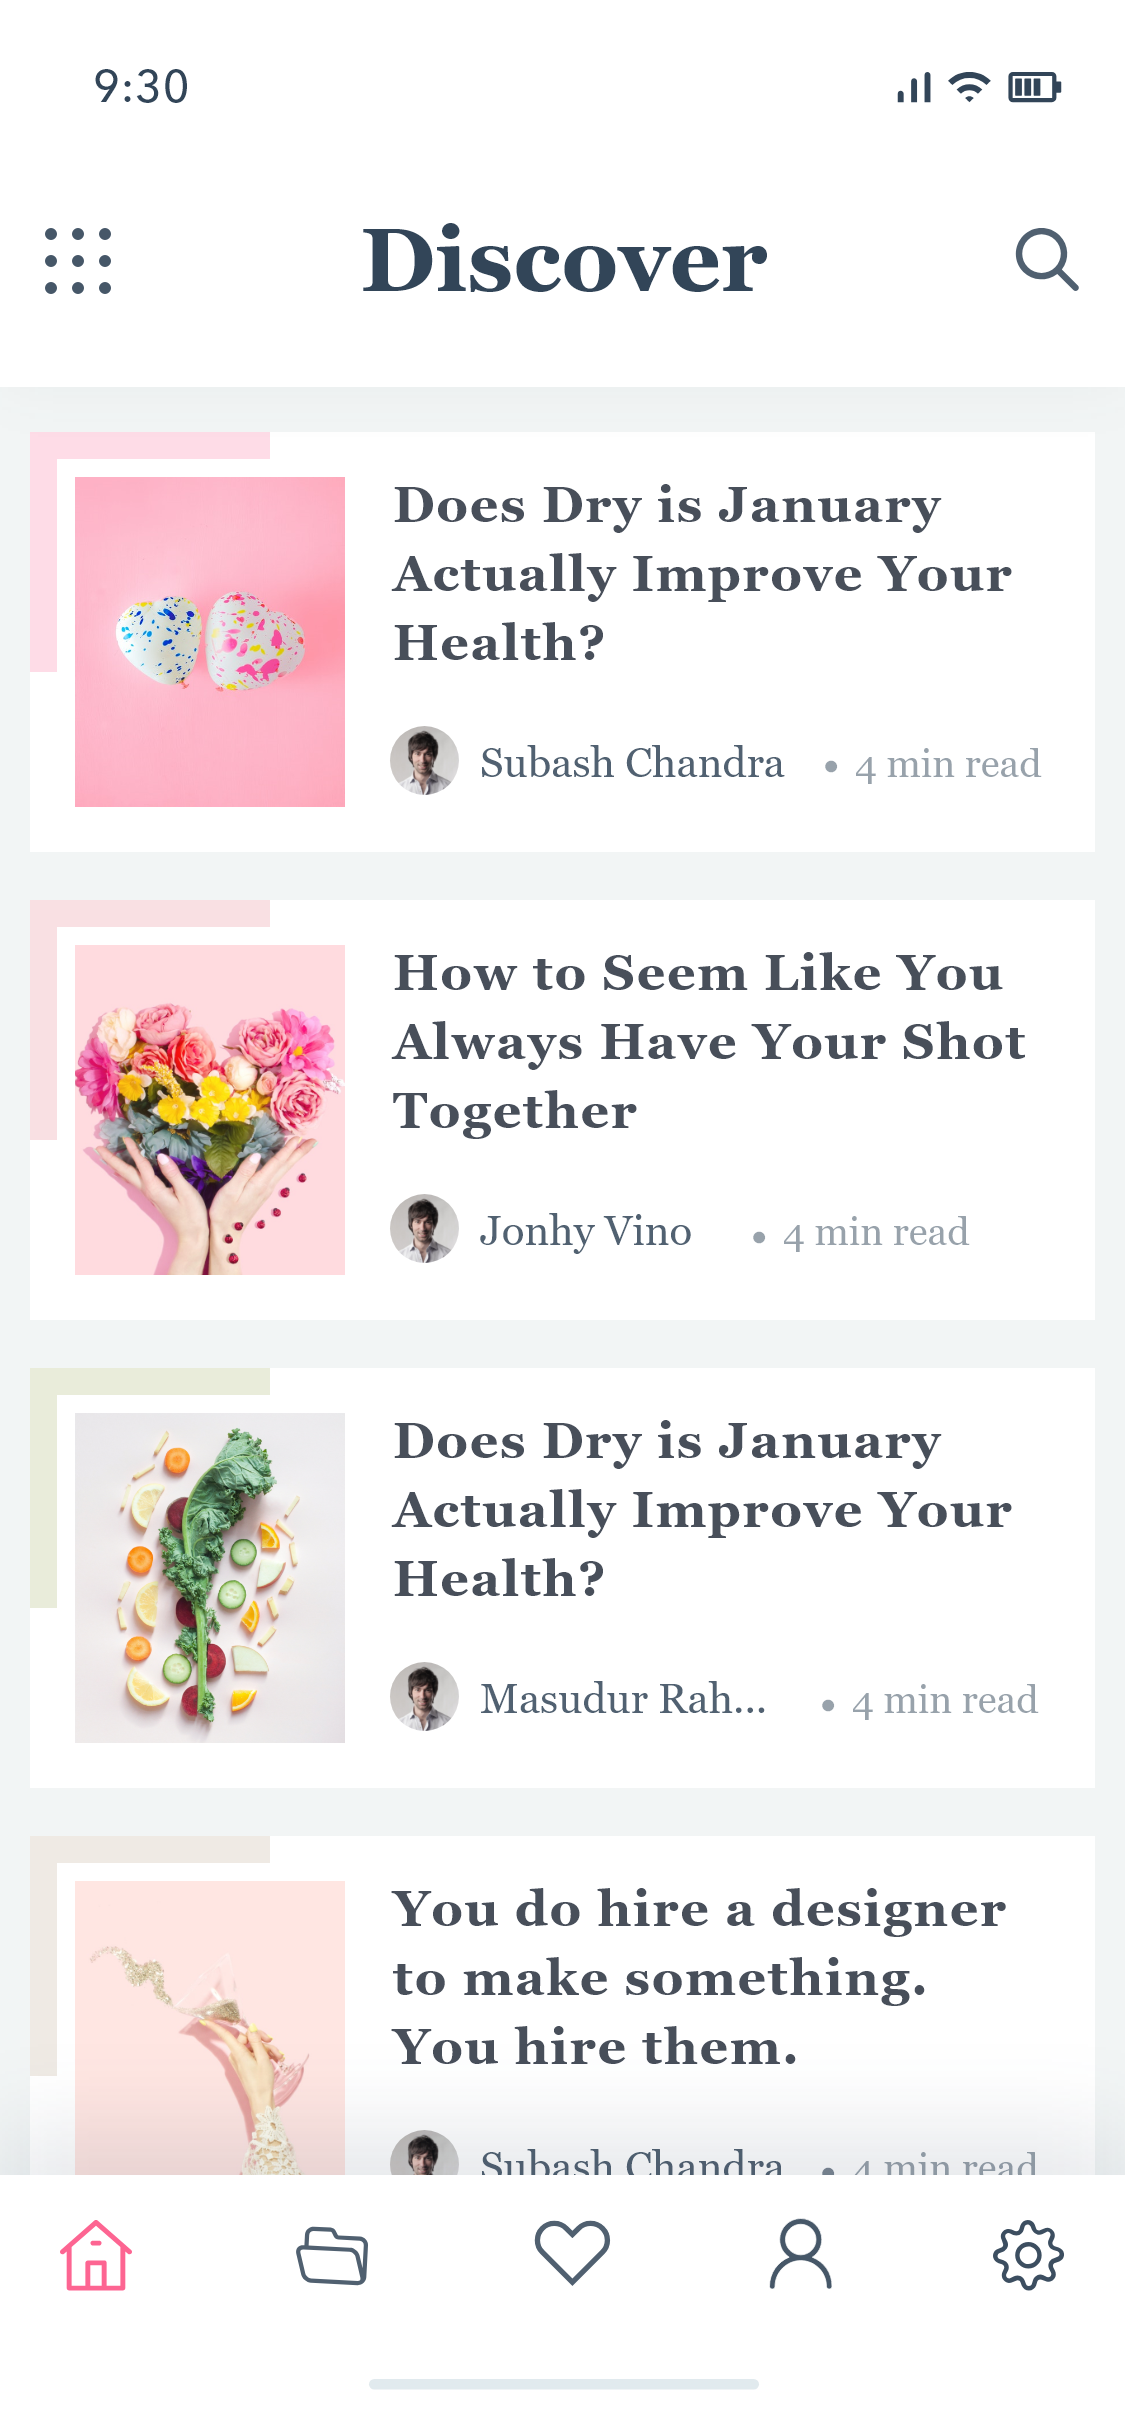 9:30
Discover
Does Dry is January
Actually Improve Your
Health?
Subash Chandra • 4 min read
How to Seem Like You
Always Have Your Shot
Together
Jonhy Vino • 4 min read
Does Dry is January
Actually Improve Your
Health?
Masudur Rah... • 4 min read
You do hire a designer
to make something.
You hire them.
Subash Chandra • 4 min read